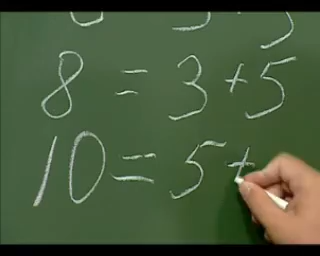 8 = 3 + 5
10 = 5 +